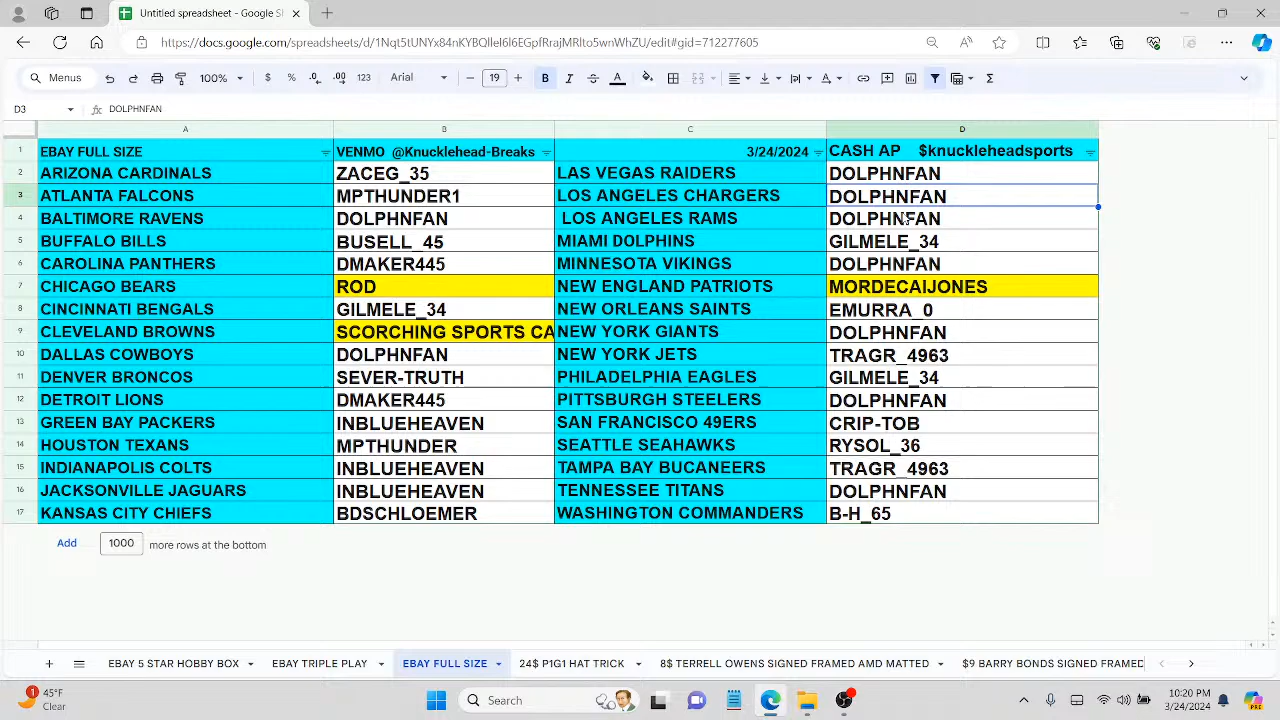 Untitled spreadsheet - Google Sl
https://docs.google.com/spreadsheets/d/1Nqt5tUNYx84nKYBQlleI6l6EGpfRrajMRlto5wnWhZU/edit#gid=712277605
Menus 100% $ % .0 .00 123 Arial 19 B I A
D3 fx DOLPHNFAN
A B C D
1 EBAY FULL SIZE VENMO @Knucklehead-Breaks 3/24/2024 CASH AP $knuckleheadsports
2 ARIZONA CARDINALS ZACEG_35 LAS VEGAS RAIDERS DOLPHNFAN
3 ATLANTA FALCONS MPTHUNDER1 LOS ANGELES CHARGERS DOLPHNFAN
4 BALTIMORE RAVENS DOLPHNFAN LOS ANGELES RAMS DOLPHNFAN
5 BUFFALO BILLS BUSELL_45 MIAMI DOLPHINS GILMELE_34
6 CAROLINA PANTHERS DMAKER445 MINNESOTA VIKINGS DOLPHNFAN
7 CHICAGO BEARS ROD NEW ENGLAND PATRIOTS MORDECAIJONES
8 CINCINNATI BENGALS GILMELE_34 NEW ORLEANS SAINTS EMURRA_0
9 CLEVELAND BROWNS SCORCHING SPORTS CA NEW YORK GIANTS DOLPHNFAN
10 DALLAS COWBOYS DOLPHNFAN NEW YORK JETS TRAGR_4963
11 DENVER BRONCOS SEVER-TRUTH PHILADELPHIA EAGLES GILMELE_34
12 DETROIT LIONS DMAKER445 PITTSBURGH STEELERS DOLPHNFAN
13 GREEN BAY PACKERS INBLUEHEAVEN SAN FRANCISCO 49ERS CRIP-TOB
14 HOUSTON TEXANS MPTHUNDER SEATTLE SEAHAWKS RYSOL_36
15 INDIANAPOLIS COLTS INBLUEHEAVEN TAMPA BAY BUCANEERS TRAGR_4963
16 JACKSONVILLE JAGUARS INBLUEHEAVEN TENNESSEE TITANS DOLPHNFAN
17 KANSAS CITY CHIEFS BDSCHLOEMER WASHINGTON COMMANDERS B-H_65
Add 1000 more rows at the bottom
EBAY 5 STAR HOBBY BOX EBAY TRIPLE PLAY EBAY FULL SIZE 24$ P1G1 HAT TRICK 8$ TERRELL OWENS SIGNED FRAMED AMD MATTED $9 BARRY BONDS SIGNED FRAMED
1 45°F Clear Search 10:20 PM 3/24/2024